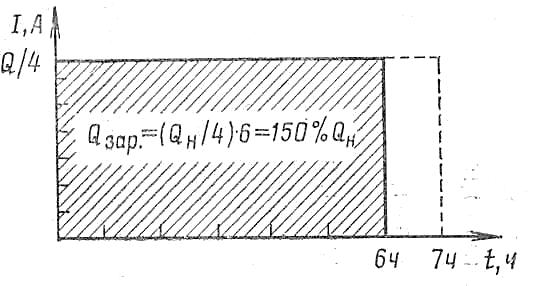 I, А
Q/4
Qзар.=(Qн/4)·6=150%Qн
6ч 7ч t, ч